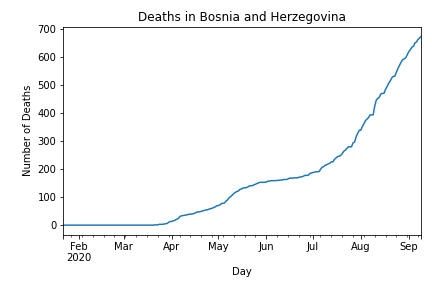 Deaths in Bosnia and Herzegovina
700
600
500
400
300
200
100
0
Number of Deaths
Feb Mar Apr May Jun Jul Aug Sep
2020
Day